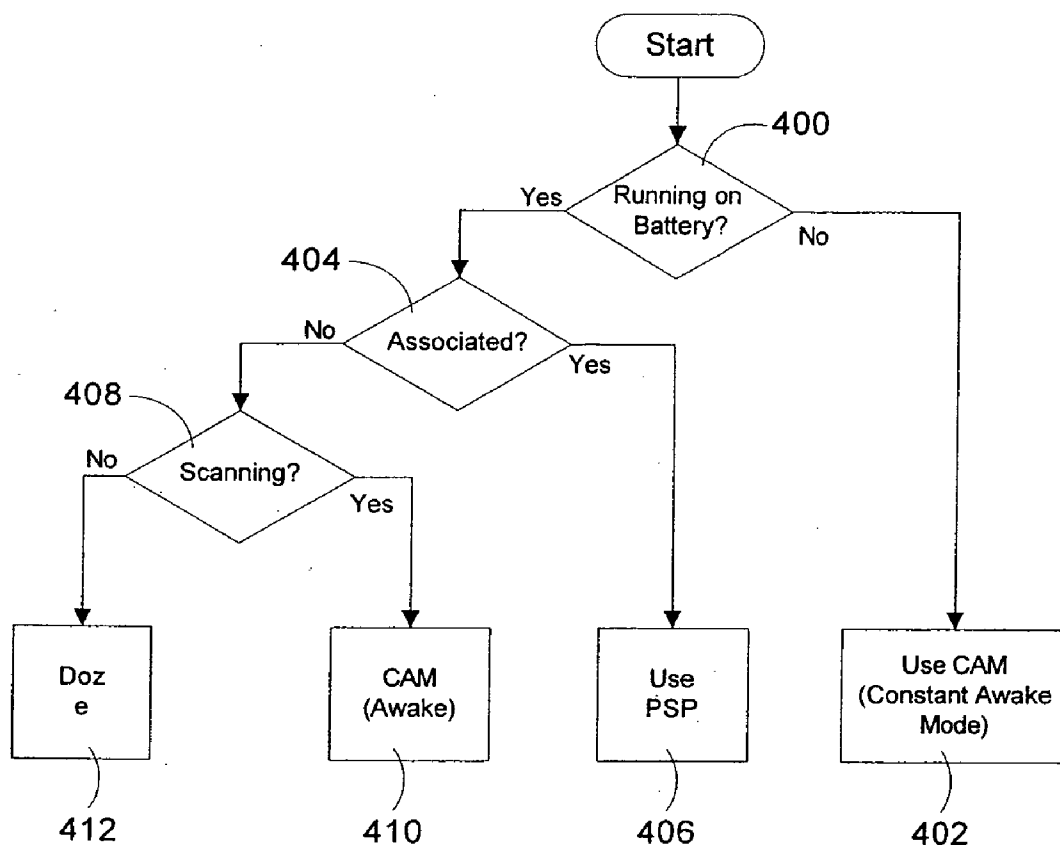 Start
400
Yes
Running on
Battery?
No
404
No
Associated?
Yes
408
No
Scanning?
Yes
Doz
e
CAM
(Awake)
Use
PSP
Use CAM
(Constant Awake
Mode)
412
410
406
402